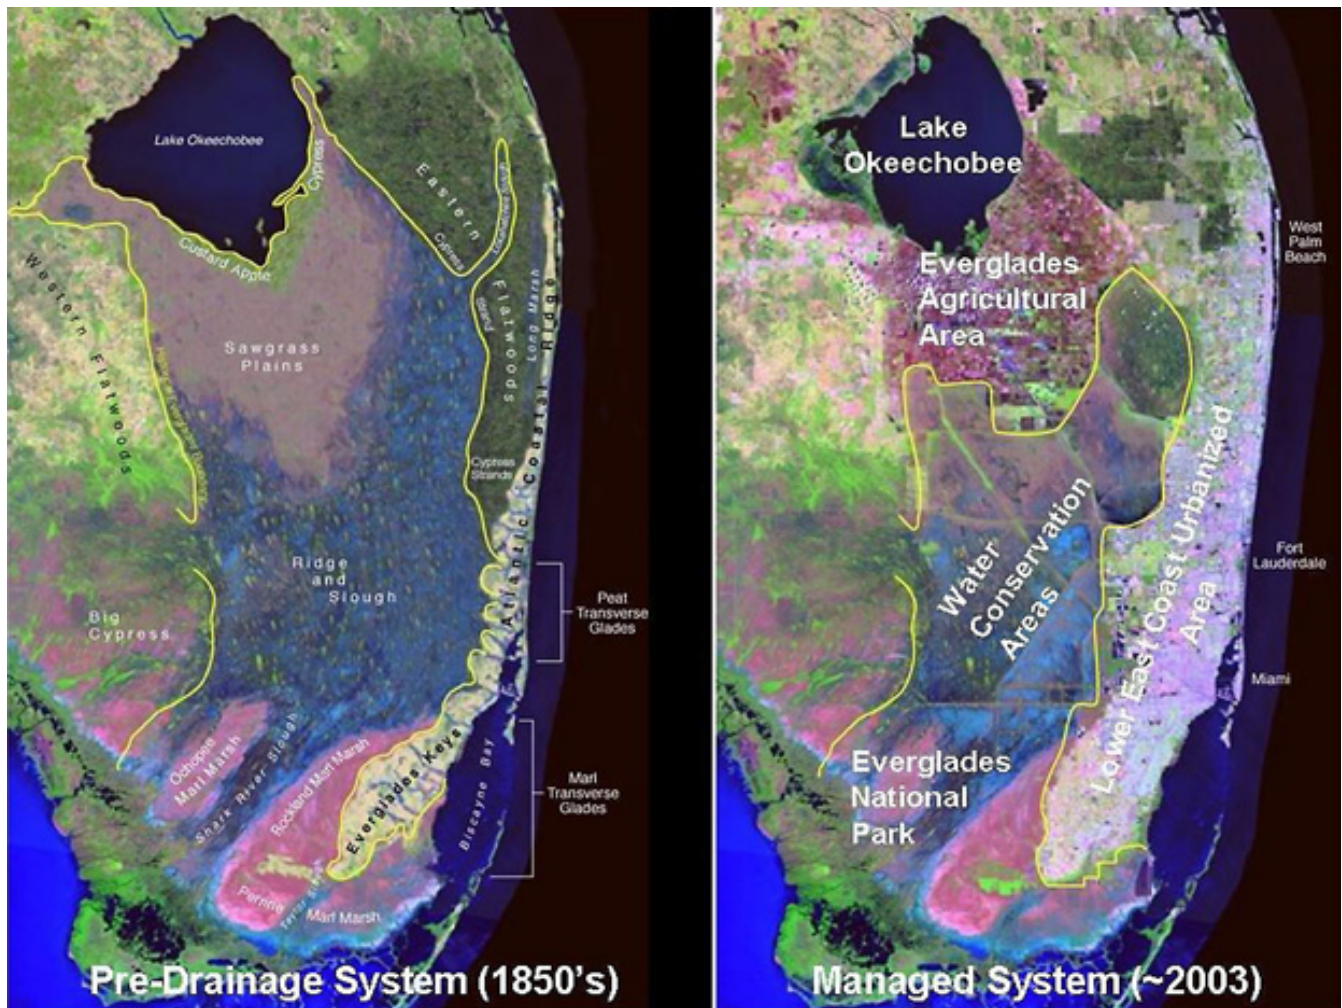 Lake Okeechobee
Cypress
Custard Apple
Eastern
Cypress
Strand
Loxahatchee Slough
Flatwoods
Long Marsh
Atlantic Coastal Ridge
Western Flatwoods
Sawgrass
Plains
Cypress
Strands
Ridge
and
Slough
Big
Cypress
Peat
Transverse
Glades
Ochopee
Marl Marsh
Shark River Slough
Rockland Marl Marsh
Everglades Keys
Biscayne Bay
Marl
Transverse
Glades
Perrine
Marl Marsh
Pre-Drainage System (1850's)
Lake
Okeechobee
West
Palm
Beach
Everglades
Agricultural
Area
Water
Conservation
Areas
Lower East Coast Urbanized
Area
Fort
Lauderdale
Miami
Everglades
National
Park
Managed System (~2003)